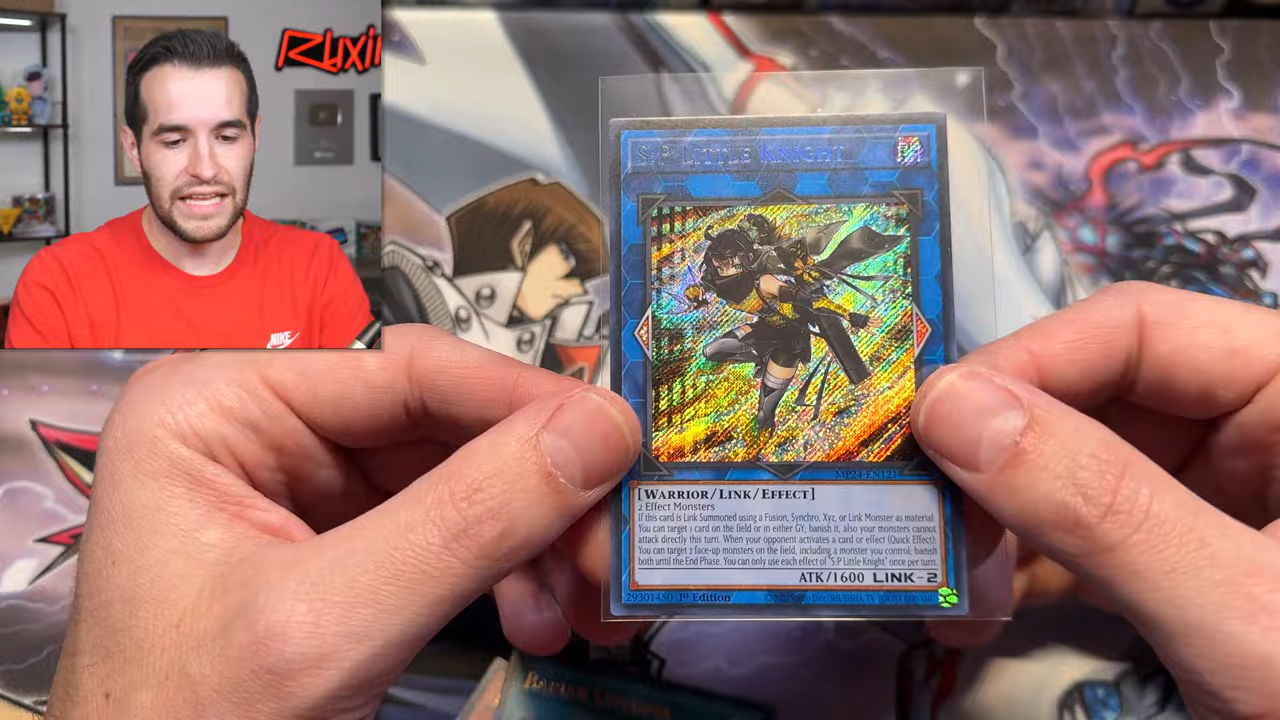 Ruxin
NIKE
S:P LITTLE KNIGHT
MP24-EN121
[WARRIOR/LINK/EFFECT]
2 Effect Monsters
If this card is Link Summoned using a Fusion, Synchro, Xyz, or Link Monster as material:
You can target 1 card on the field or in either GY; banish it, also your monsters cannot
attack directly this turn. When your opponent activates a card or effect (Quick Effect):
You can target 2 face-up monsters on the field, including a monster you control; banish
both until the End Phase. You can only use each effect of "S:P Little Knight" once per turn.
ATK/1600 LINK-2
29301450 1st Edition